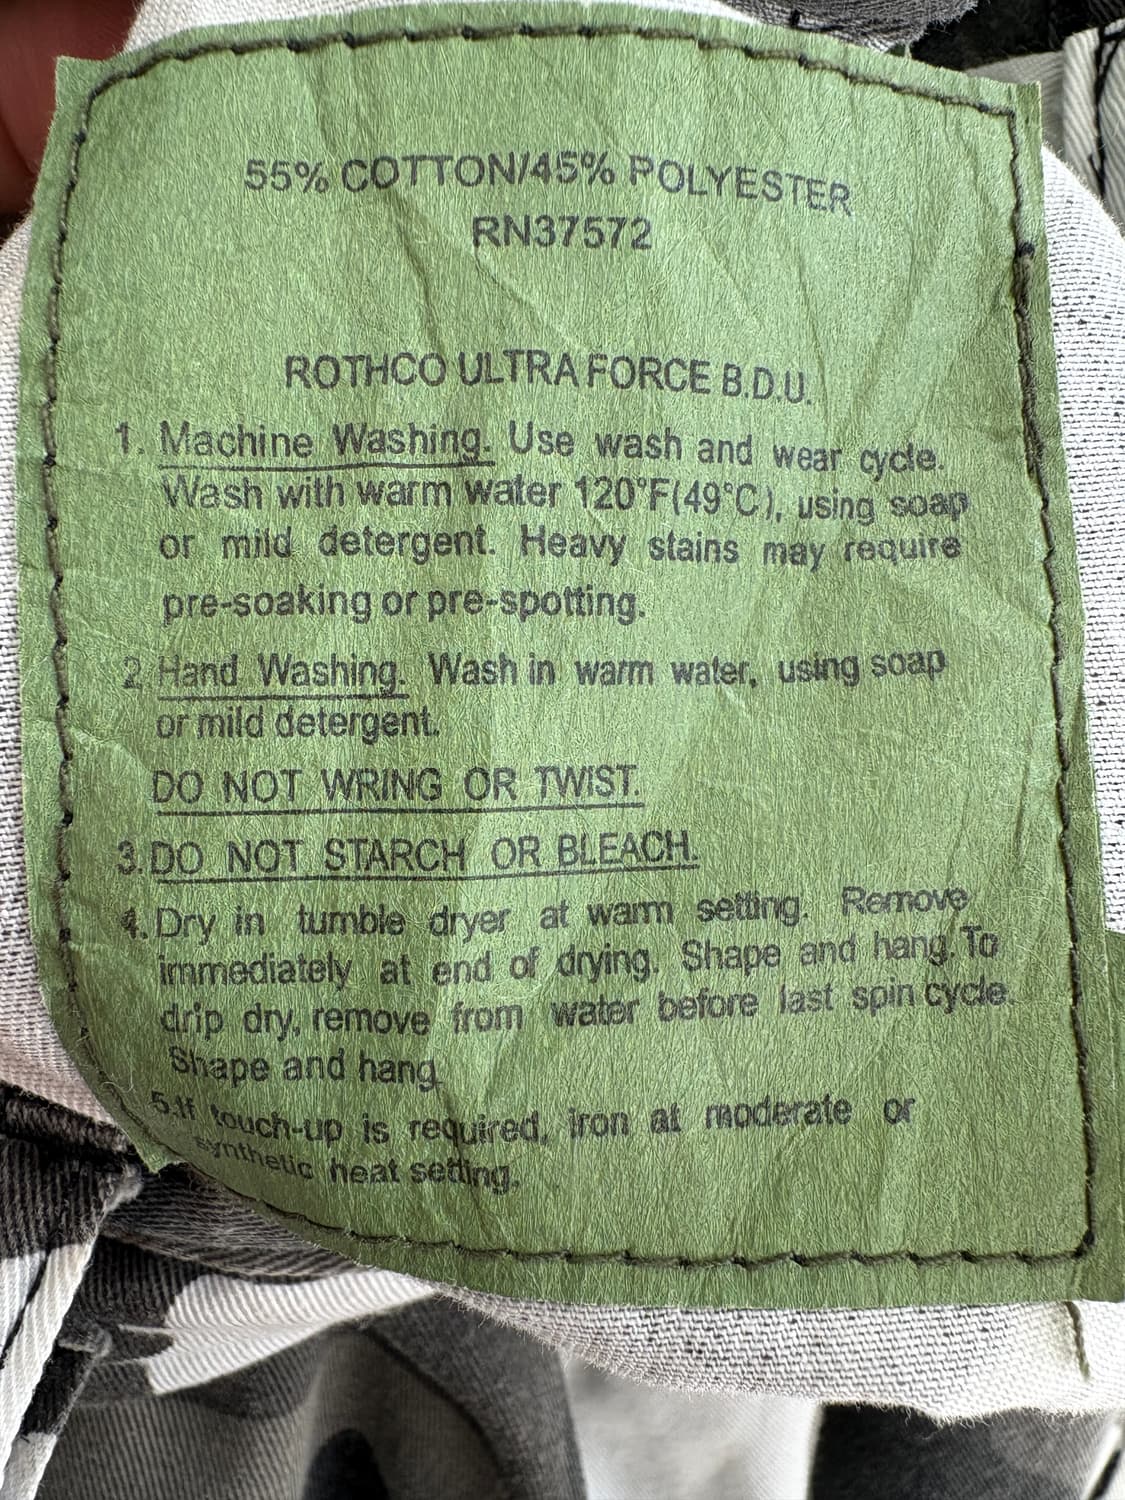 55% COTTON/45% POLYESTER
RN37572
ROTHCO ULTRA FORCE B.D.U.
1. Machine Washing. Use wash and wear cycle.
Wash with warm water 120°F(49°C), using soap
or mild detergent. Heavy stains may require
pre-soaking or pre-spotting.
2 Hand Washing. Wash in warm water, using soap
or mild detergent.
DO NOT WRING OR TWIST.
3. DO NOT STARCH OR BLEACH.
4. Dry in tumble dryer at warm setting. Remove
immediately at end of drying. Shape and hang. To
drip dry, remove from water before last spin cycle.
Shape and hang
5.If touch-up is required, iron at moderate or
synthetic heat setting.